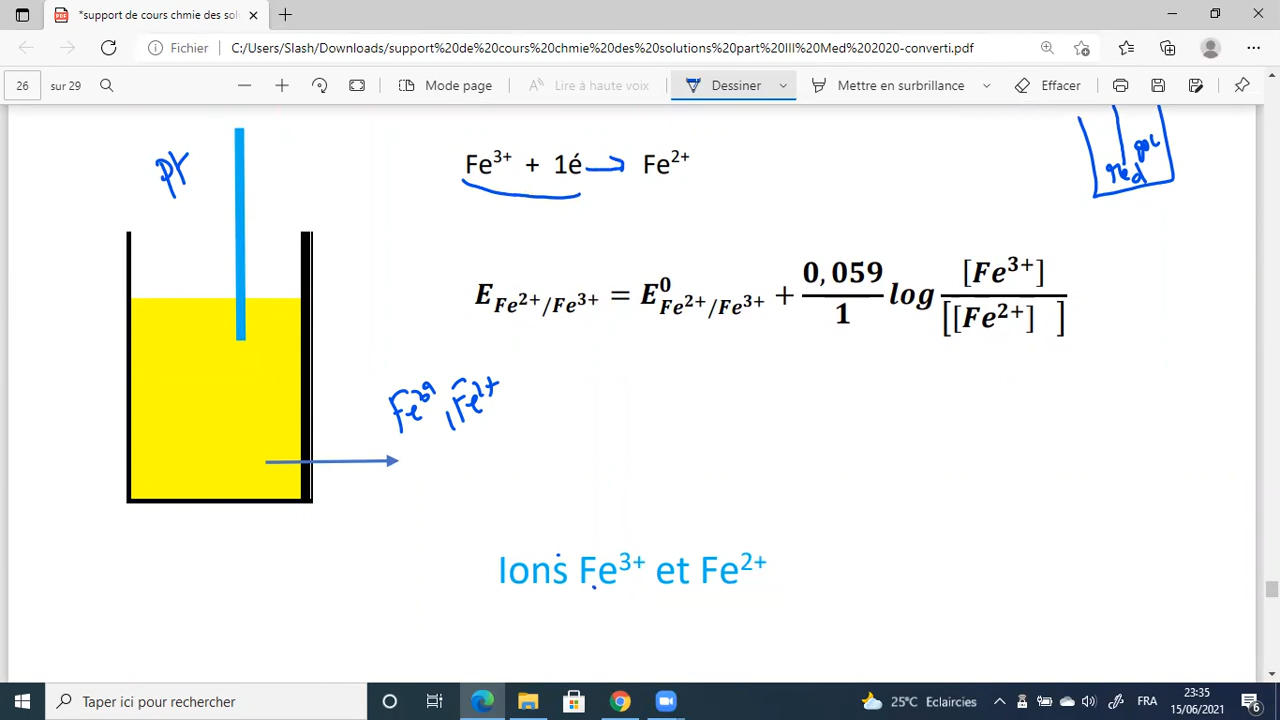 *support de cours chmie des sol
Fichier C:/Users/Slash/Downloads/support%20de%20cours%20chmie%20des%20solutions%20part%20III%20Med%202020-converti.pdf
26 sur 29 Mode page Lire à haute voix Dessiner Mettre en surbrillance Effacer
pt
Fe³⁺ + 1é → Fe²⁺
red
E_{Fe²⁺/Fe³⁺} = E⁰_{Fe²⁺/Fe³⁺} + 0,059/1 log [Fe³⁺]/[[Fe²⁺] ]
, Fe²⁺
Ions Fe³⁺ et Fe²⁺
Taper ici pour rechercher 25°C Eclaircies FRA 23:35
15/06/2021 6